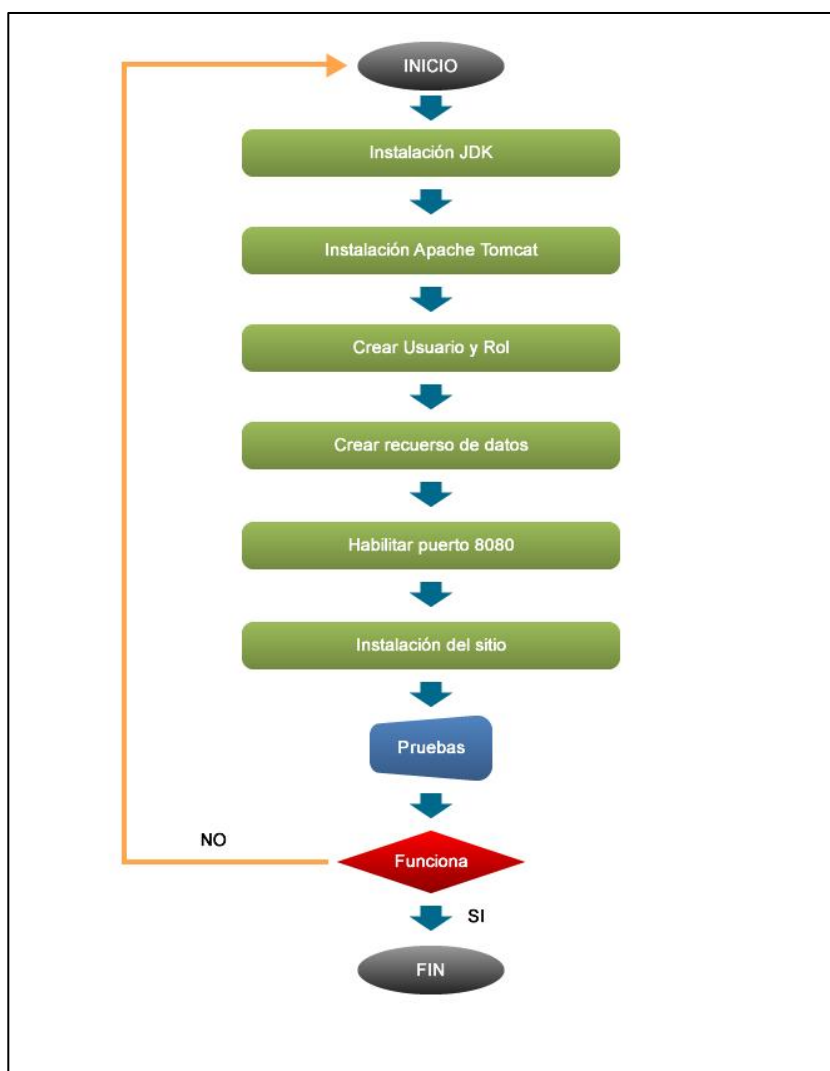 INICIO
Instalación JDK
Instalación Apache Tomcat
Crear Usuario y Rol
Crear recuerso de datos
Habilitar puerto 8080
Instalación del sitio
Pruebas
NO
Funciona
SI
FIN